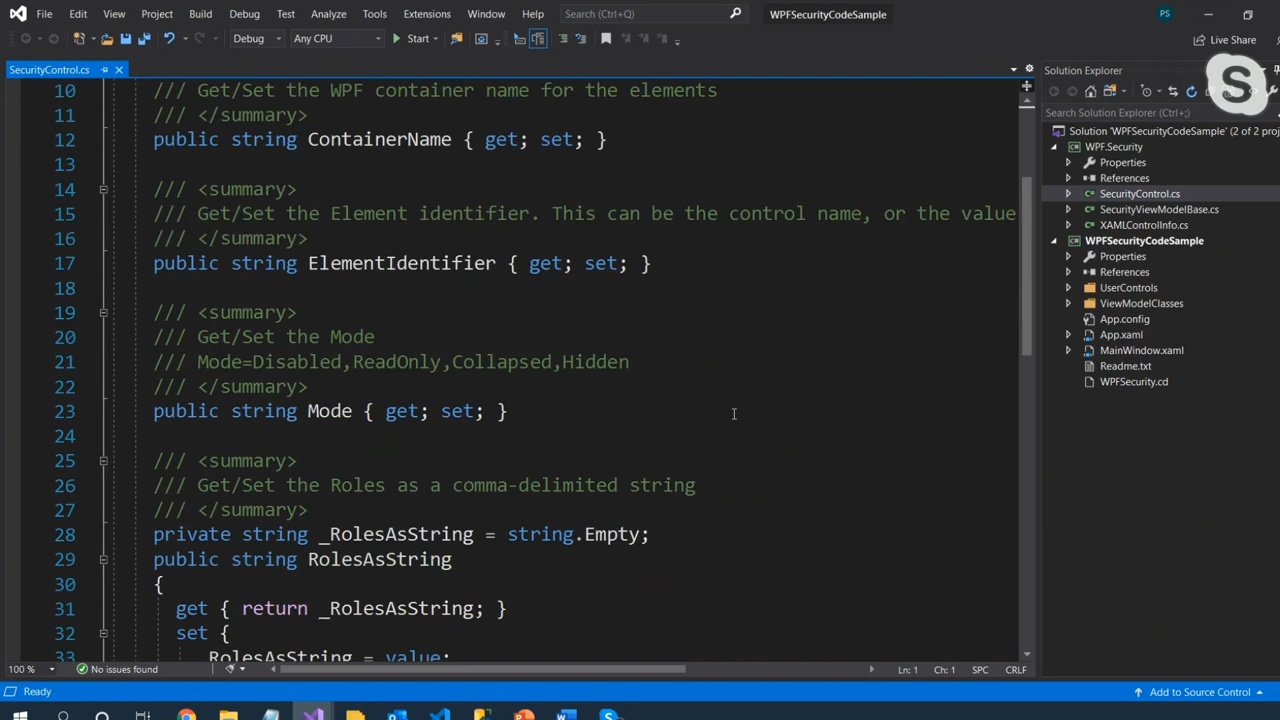 File Edit View Project Build Debug Test Analyze Tools Extensions Window Help Search (Ctrl+Q) WPFSecurityCodeSample PS
Debug Any CPU Start Live Share
SecurityControl.cs
10 /// Get/Set the WPF container name for the elements
11 /// </summary>
12 public string ContainerName { get; set; }
13
14 /// <summary>
15 /// Get/Set the Element identifier. This can be the control name, or the value
16 /// </summary>
17 public string ElementIdentifier { get; set; }
18
19 /// <summary>
20 /// Get/Set the Mode
21 /// Mode=Disabled,ReadOnly,Collapsed,Hidden
22 /// </summary>
23 public string Mode { get; set; }
24
25 /// <summary>
26 /// Get/Set the Roles as a comma-delimited string
27 /// </summary>
28 private string _RolesAsString = string.Empty;
29 public string RolesAsString
30 {
31 get { return _RolesAsString; }
32 set {
33 _RolesAsString = value;
100 % No issues found Ln: 1 Ch: 1 SPC CRLF
Solution Explorer
S
Search Solution Explorer (Ctrl+;)
Solution 'WPFSecurityCodeSample' (2 of 2 proj
WPF.Security
Properties
References
SecurityControl.cs
SecurityViewModelBase.cs
XAMLControlInfo.cs
WPFSecurityCodeSample
Properties
References
UserControls
ViewModelClasses
App.config
App.xaml
MainWindow.xaml
Readme.txt
WPFSecurity.cd
Ready Add to Source Control